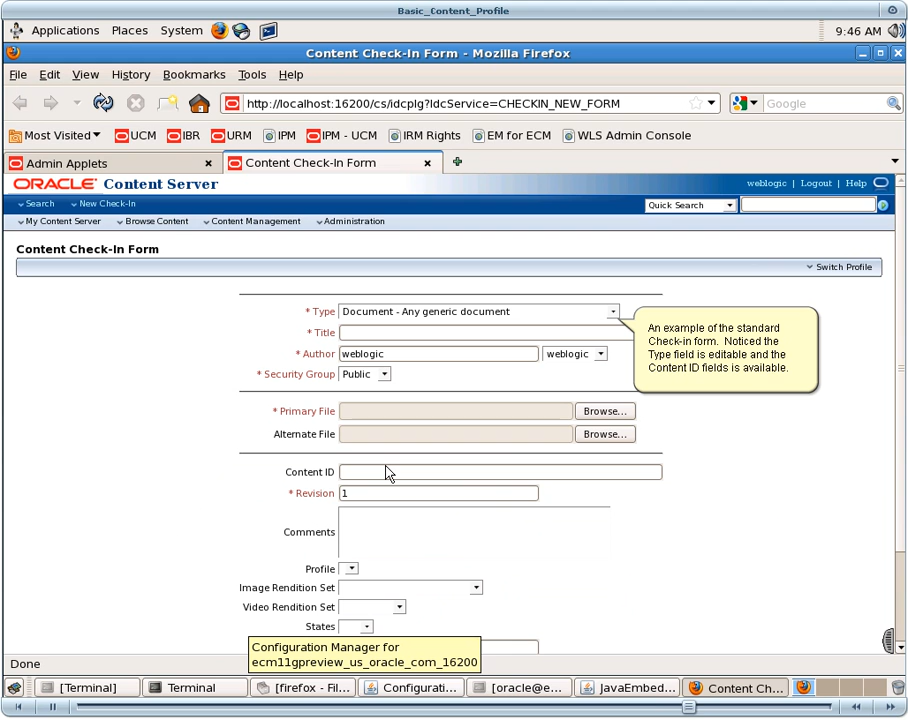 Basic_Content_Profile
Applications Places System 9:46 AM
Content Check-In Form - Mozilla Firefox
File Edit View History Bookmarks Tools Help
http://localhost:16200/cs/idcplg?IdcService=CHECKIN_NEW_FORM Google
Most Visited UCM IBR URM IPM IPM - UCM IRM Rights EM for ECM WLS Admin Console
Admin Applets Content Check-In Form
ORACLE Content Server weblogic | Logout | Help
Search New Check-In Quick Search
My Content Server Browse Content Content Management Administration
Content Check-In Form
Switch Profile
* Type Document - Any generic document
* Title
* Author weblogic weblogic
* Security Group Public
An example of the standard
Check-in form. Noticed the
Type field is editable and the
Content ID fields is available.
* Primary File Browse...
Alternate File Browse...
Content ID
* Revision 1
Comments
Profile
Image Rendition Set
Video Rendition Set
States
Configuration Manager for
ecm11gpreview_us_oracle_com_16200
Done
[Terminal] Terminal [firefox - Fil... Configurati... [oracle@e... JavaEmbed... Content Ch...